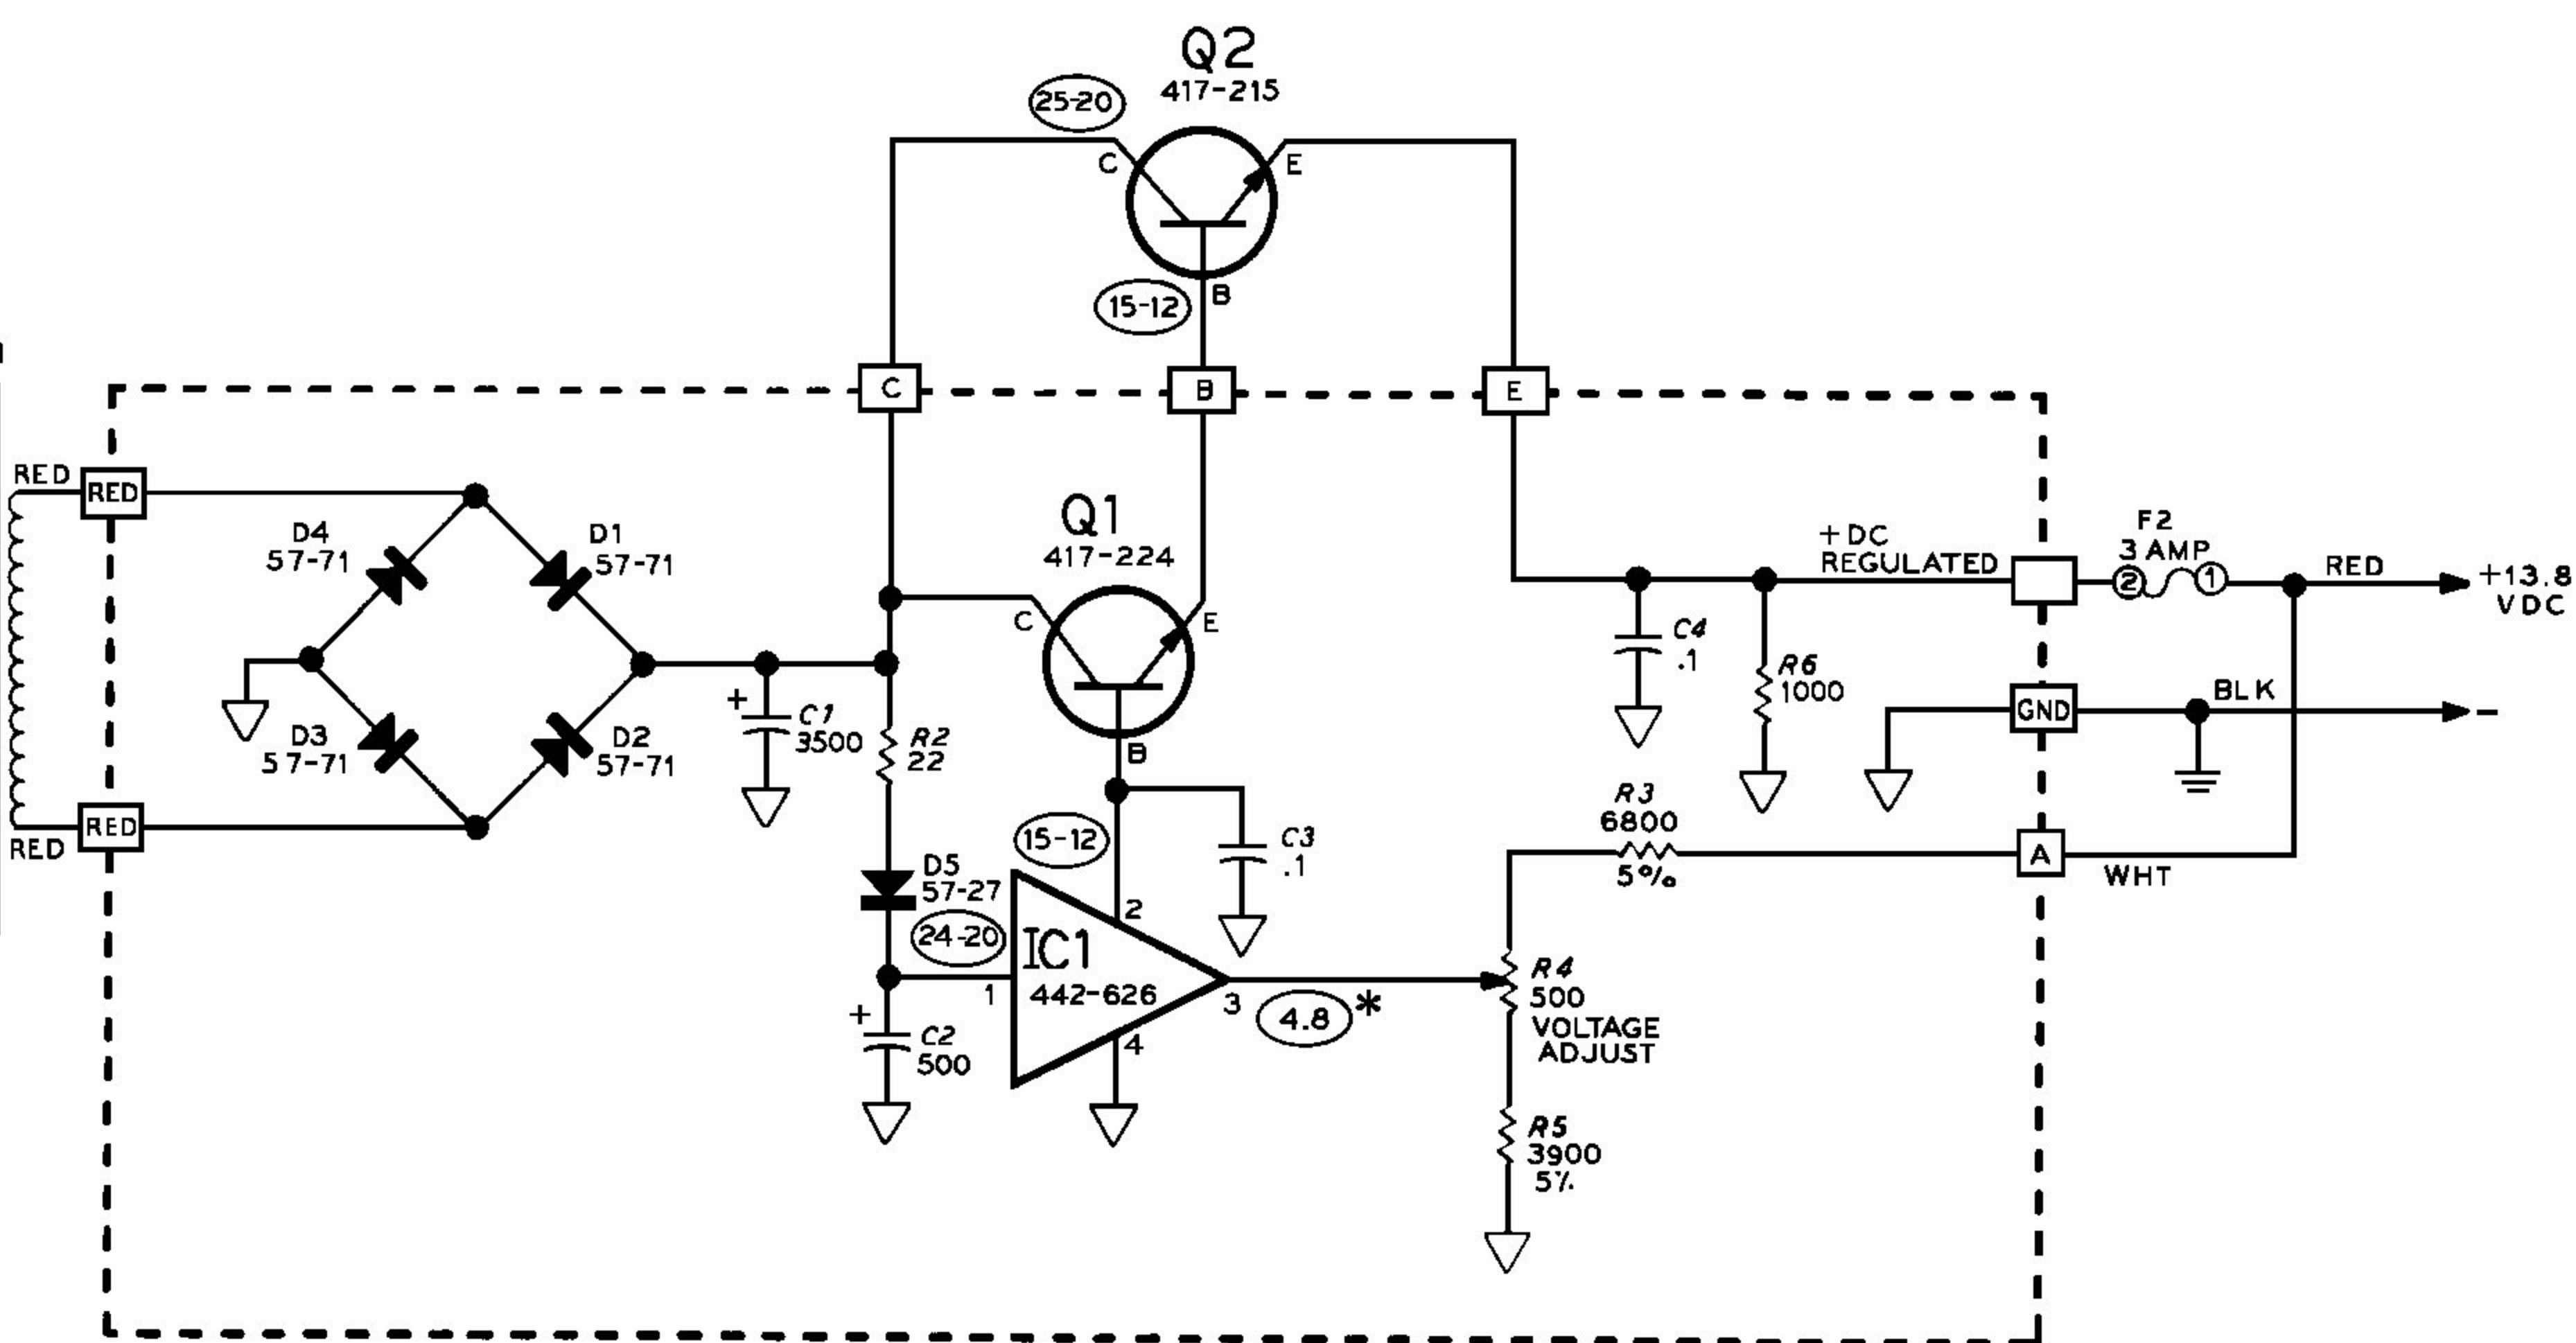 Q2
417-215
25-20
C
E
15-12
B
C
B
E
RED
RED
D4
57-71
D1
57-71
Q1
417-224
C
E
B
+DC
REGULATED
F2
3 AMP
2
1
RED
+13.8
VDC
C4
.1
R6
1000
GND
BLK
-
D3
57-71
D2
57-71
+
C1
3500
R2
22
RED
RED
15-12
C3
.1
R3
6800
5%
A
WHT
D5
57-27
24-20
2
IC1
442-626
1
3
4.8 *
4
+
C2
500
R4
500
VOLTAGE
ADJUST
R5
3900
5%